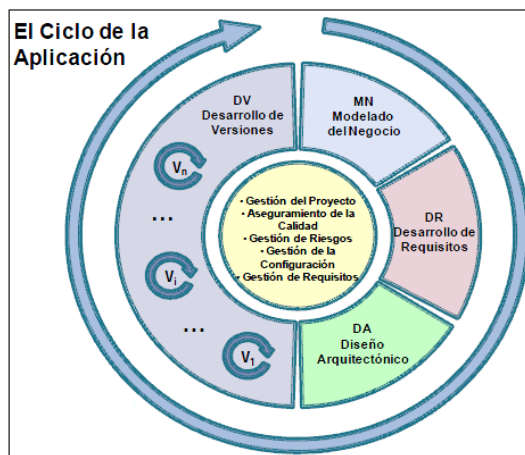 El Ciclo de la
Aplicación
DV
Desarrollo de
Versiones
MN
Modelado
del Negocio
DR
Desarrollo de
Requisitos
DA
Diseño
Arquitectónico
• Gestión del Proyecto
• Aseguramiento de la
Calidad
• Gestión de Riesgos
• Gestión de la
Configuración
• Gestión de Requisitos
Vn
...
Vi
...
V1